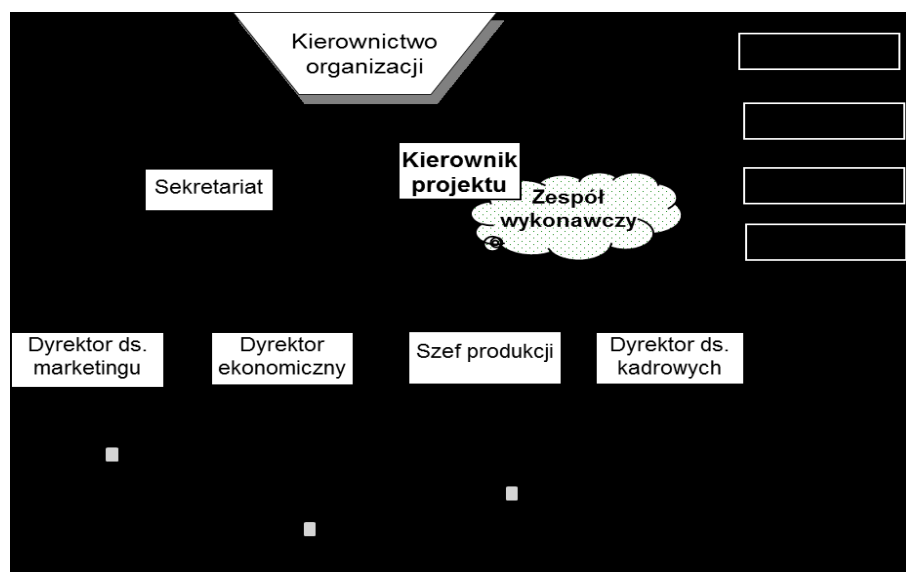 Kierownictwo
organizacji
Kierownik
projektu
Sekretariat
Zespół
wykonawczy
Dyrektor ds.
marketingu
Dyrektor
ekonomiczny
Szef produkcji
Dyrektor ds.
kadrowych